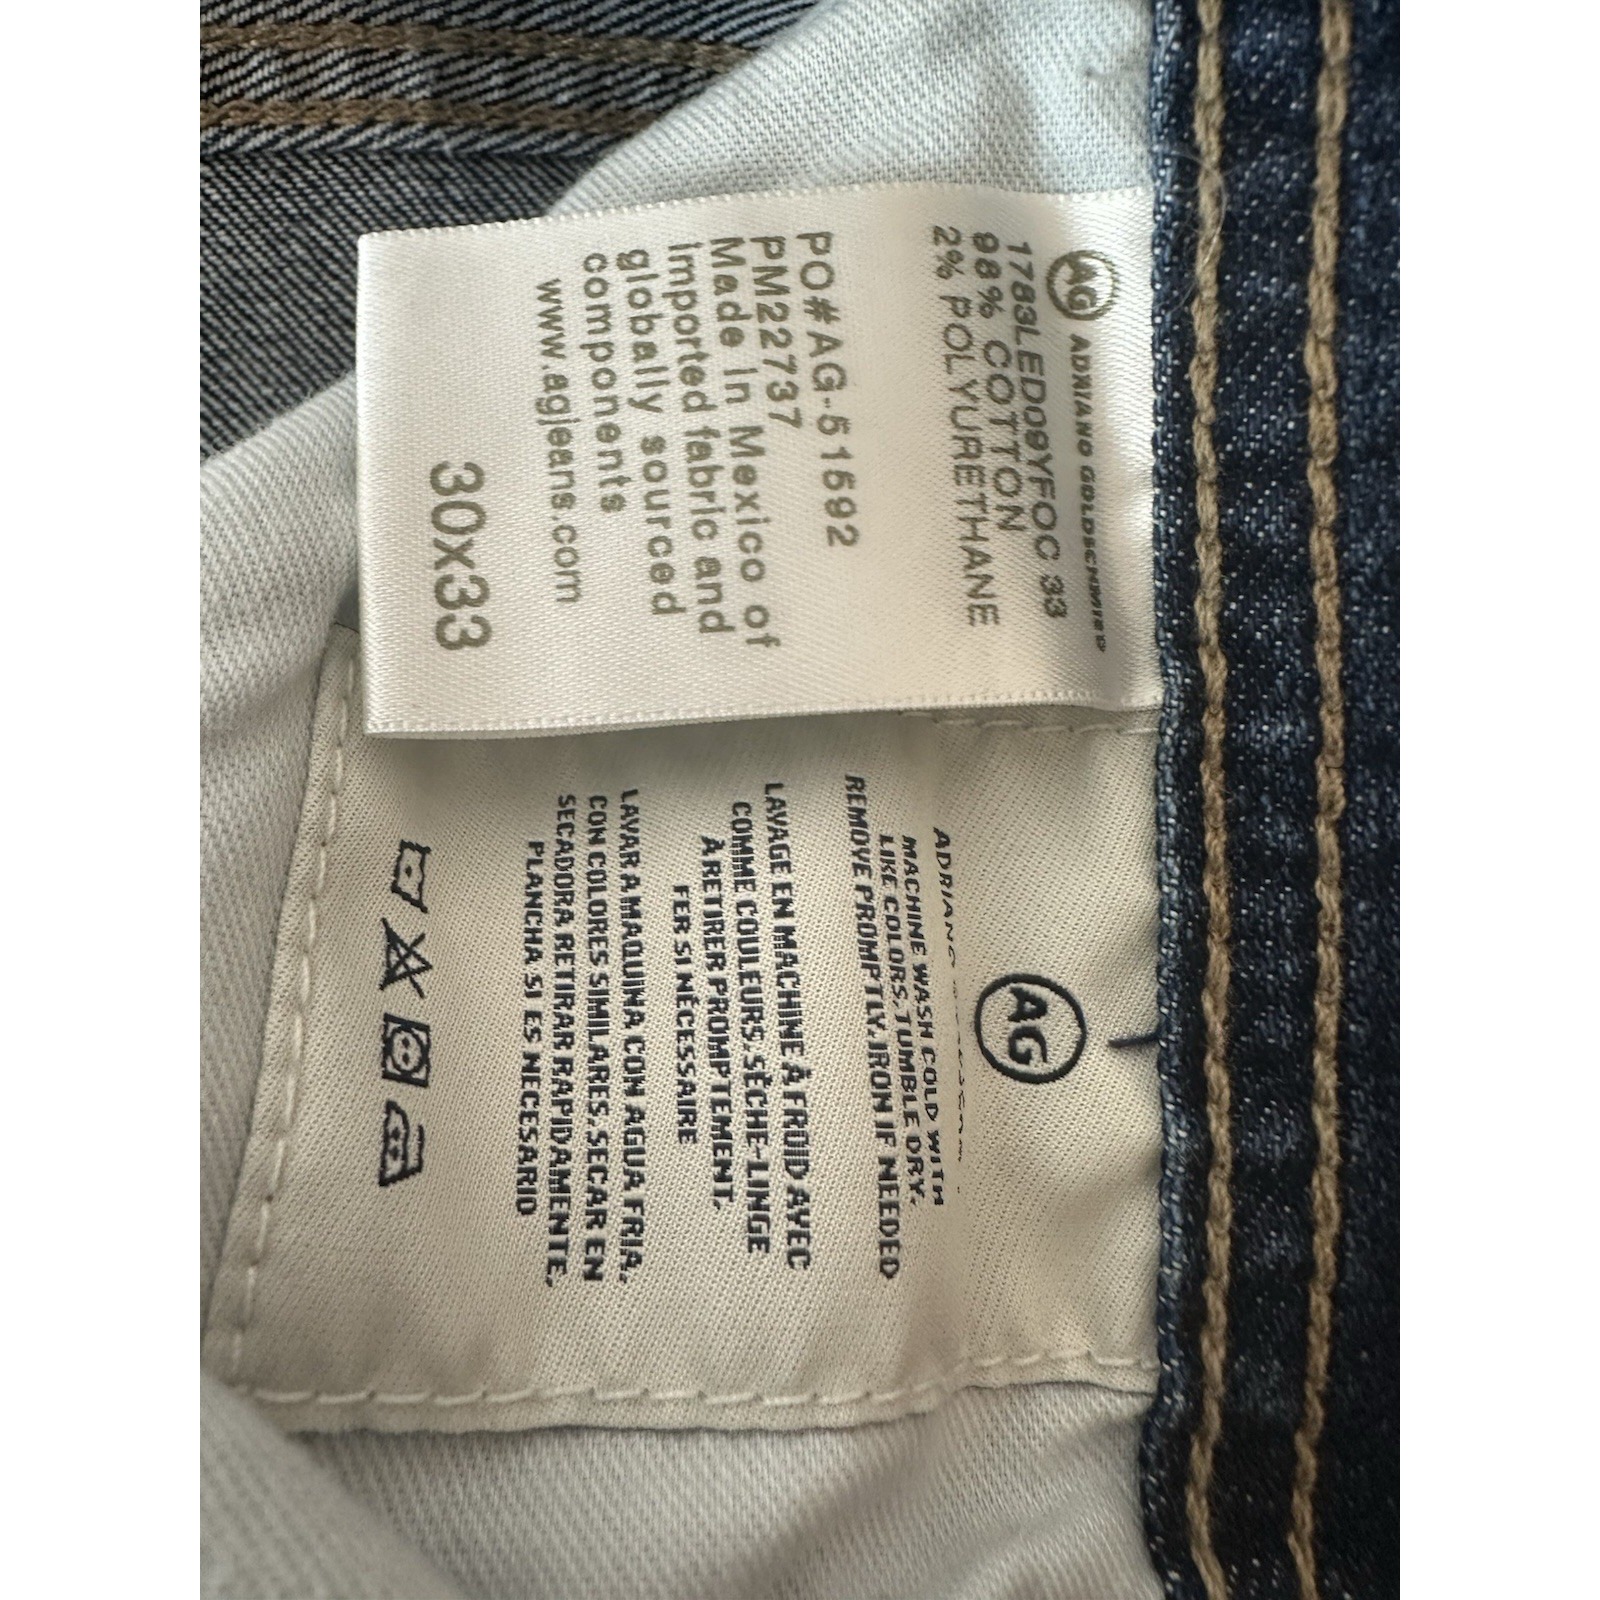 AG ADRIANO GOLDSCHMIED
1783LED09YFOC 33
98% COTTON
2% POLYURETHANE
PO#AG-51592
PM22737
Made in Mexico of
imported fabric and
globally sourced
components
www.agjeans.com
30x33
AG
ADRIANO
MACHINE WASH COLD WITH
LIKE COLORS. TUMBLE DRY.
REMOVE PROMPTLY. IRON IF NEEDED
LAVAGE EN MACHINE À FROID AVEC
COMME COULEURS. SÈCHE-LINGE
À RETIRER PROMPTEMENT.
FER SI NÉCESSAIRE
LAVAR A MAQUINA CON AGUA FRIA.
CON COLORES SIMILARES. SECAR EN
SECADORA RETIRAR RAPIDAMENTE.
PLANCHA SI ES NECESARIO